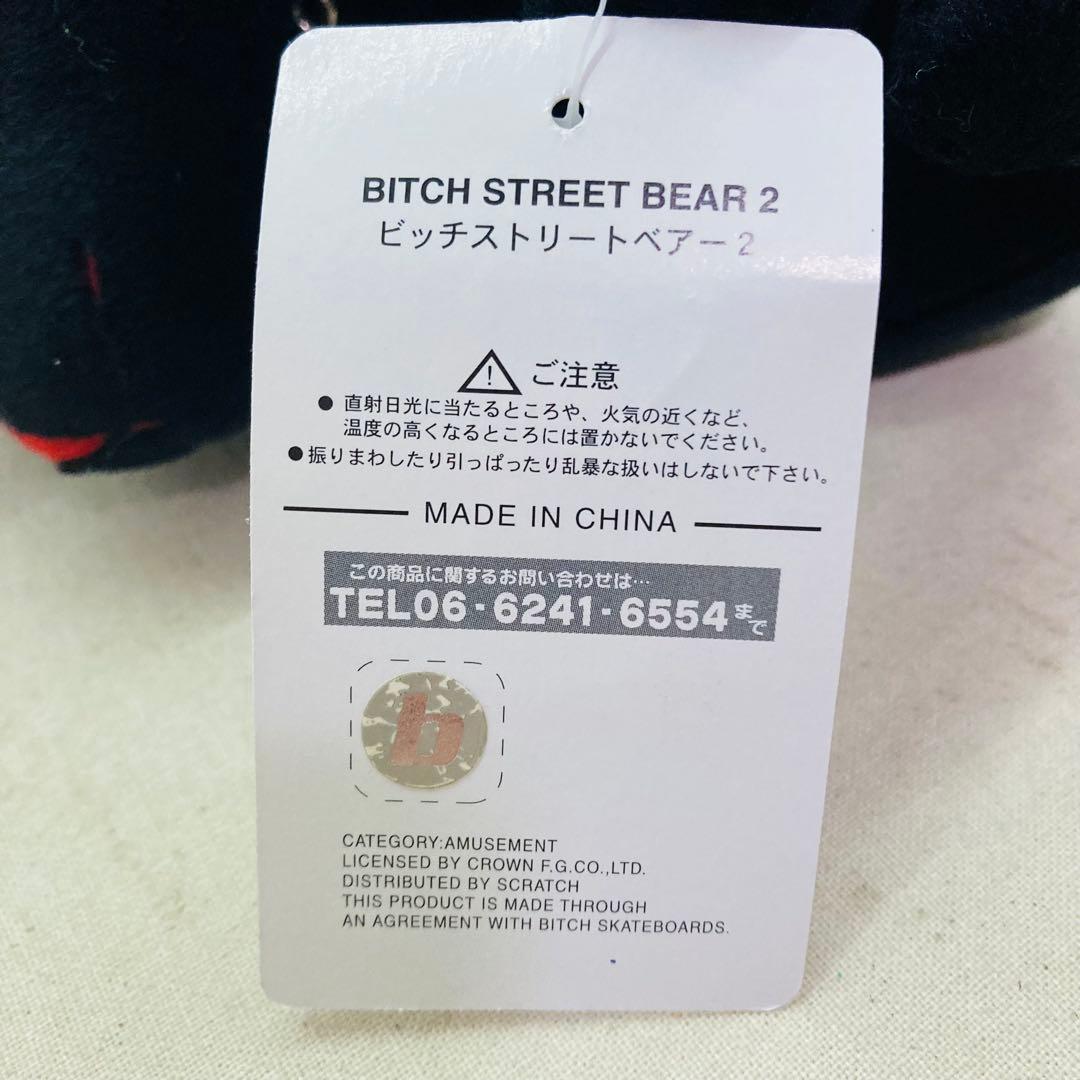 BITCH STREET BEAR 2
ビッチストリートベアー2
! ご注意
● 直射日光に当たるところや、火気の近くなど、
温度の高くなるところには置かないでください。
● 振りまわしたり引っぱったり乱暴な扱いはしないで下さい。
MADE IN CHINA
この商品に関するお問い合わせは…
TEL06-6241-6554まで
b
CATEGORY:AMUSEMENT
LICENSED BY CROWN F.G.CO.,LTD.
DISTRIBUTED BY SCRATCH
THIS PRODUCT IS MADE THROUGH
AN AGREEMENT WITH BITCH SKATEBOARDS.